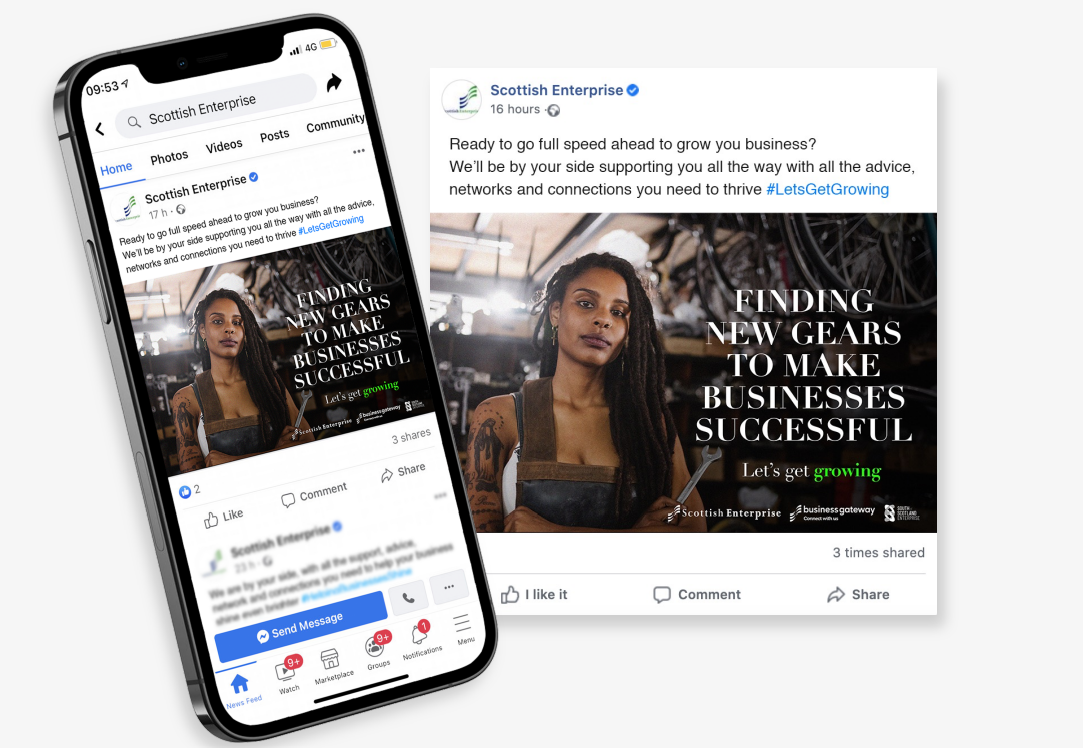 09:53
4G
Scottish Enterprise
Home Photos Videos Posts Community
Scottish Enterprise
17 h ·
Ready to go full speed ahead to grow you business?
We'll be by your side supporting you all the way with all the advice,
networks and connections you need to thrive #LetsGetGrowing
FINDING
NEW GEARS
TO MAKE
BUSINESSES
SUCCESSFUL
Let's get growing
Scottish Enterprise
businessgateway
Connect with us
2
3 shares
Like Comment Share
Scottish Enterprise
23 h ·
We are by your side, with all the support, advice,
network and connections you need to help your business
shine even brighter
Send Message
9+ 9+ 1
News Feed Watch Marketplace Groups Notifications Menu
Scottish Enterprise
16 hours ·
Ready to go full speed ahead to grow you business?
We'll be by your side supporting you all the way with all the advice,
networks and connections you need to thrive #LetsGetGrowing
FINDING
NEW GEARS
TO MAKE
BUSINESSES
SUCCESSFUL
Let's get growing
Scottish Enterprise
businessgateway
Connect with us
SOUTH of
SCOTLAND
ENTERPRISE
3 times shared
I like it Comment Share